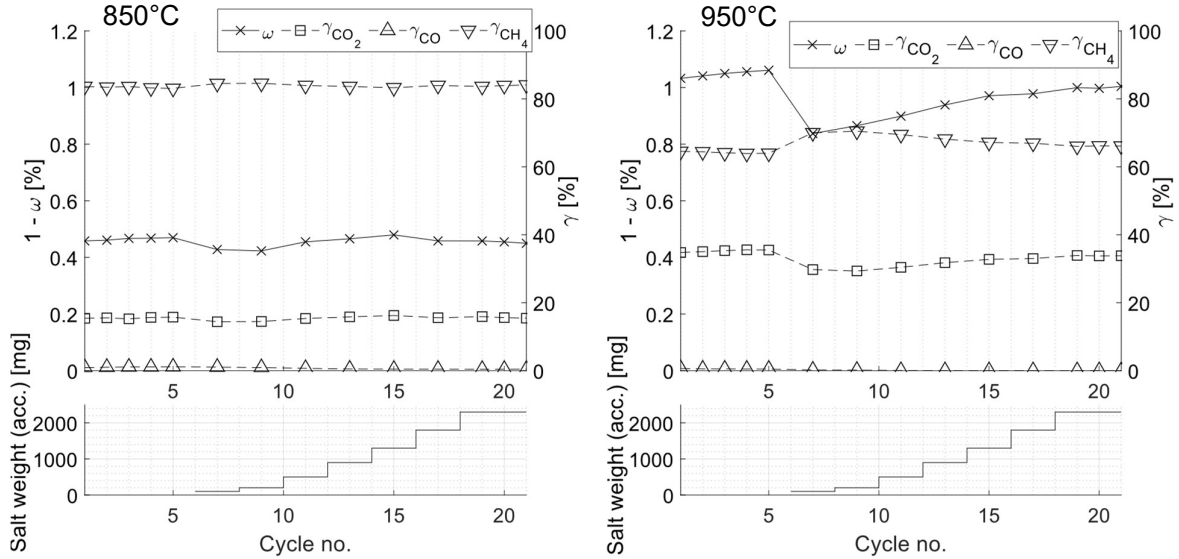 850°C
ω γCO2 γCO γCH4
1.2
1
0.8
0.6
0.4
0.2
0
1 - ω [%]
100
80
60
40
20
0
γ [%]
5 10 15 20
Salt weight (acc.) [mg]
2000
1000
0
5 10 15 20
Cycle no.
950°C
ω γCO2 γCO γCH4
1.2
1
0.8
0.6
0.4
0.2
0
1 - ω [%]
100
80
60
40
20
0
γ [%]
5 10 15 20
Salt weight (acc.) [mg]
2000
1000
0
5 10 15 20
Cycle no.